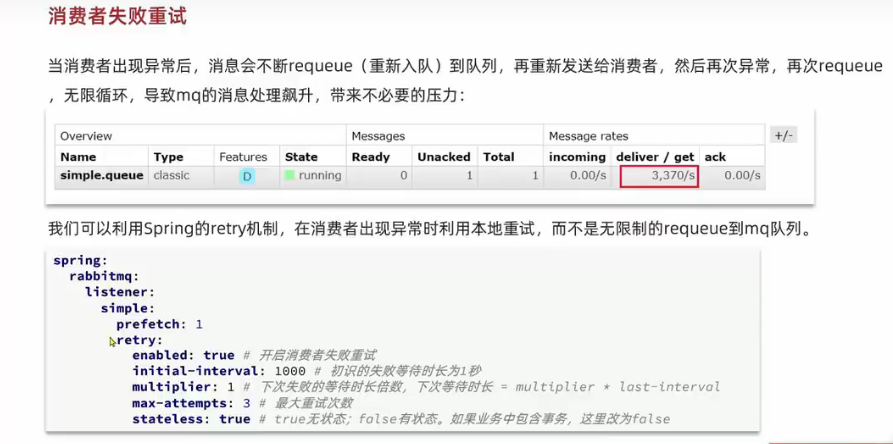 消费者失败重试
当消费者出现异常后，消息会不断requeue（重新入队）到队列，再重新发送给消费者，然后再次异常，再次requeue
，无限循环，导致mq的消息处理飙升，带来不必要的压力：
Overview Messages Message rates +/-
Name Type Features State Ready Unacked Total incoming deliver / get ack
simple.queue classic D running 0 1 1 0.00/s 3,370/s 0.00/s
我们可以利用Spring的retry机制，在消费者出现异常时利用本地重试，而不是无限制的requeue到mq队列。
spring:
rabbitmq:
listener:
simple:
prefetch: 1
retry:
enabled: true # 开启消费者失败重试
initial-interval: 1000 # 初识的失败等待时长为1秒
multiplier: 1 # 下次失败的等待时长倍数，下次等待时长 = multiplier * last-interval
max-attempts: 3 # 最大重试次数
stateless: true # true无状态；false有状态。如果业务中包含事务，这里改为false